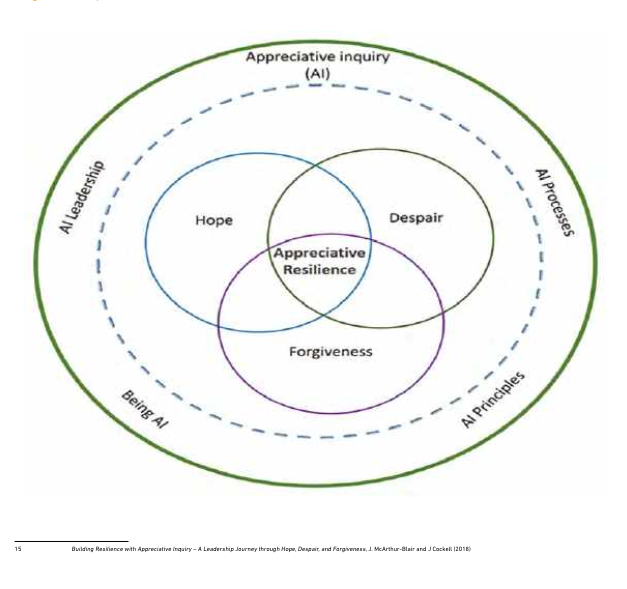 Appreciative inquiry
(AI)
AI Leadership
AI Processes
Hope
Despair
Appreciative
Resilience
Forgiveness
Being AI
AI Principles
15 Building Resilience with Appreciative Inquiry – A Leadership Journey through Hope, Despair, and Forgiveness, J. McArthur-Blair and J Cockell (2018)